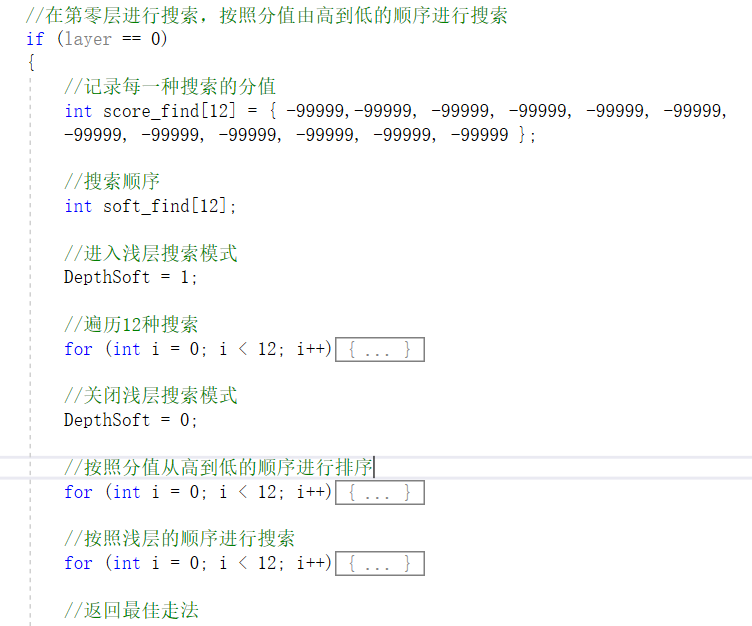 //在第零层进行搜索，按照分值由高到低的顺序进行搜索
if (layer == 0)
{
//记录每一种搜索的分值
int score_find[12] = { -99999,-99999, -99999, -99999, -99999, -99999,
-99999, -99999, -99999, -99999, -99999, -99999 };
//搜索顺序
int soft_find[12];
//进入浅层搜索模式
DepthSoft = 1;
//遍历12种搜索
for (int i = 0; i < 12; i++){ ... }
//关闭浅层搜索模式
DepthSoft = 0;
//按照分值从高到低的顺序进行排序
for (int i = 0; i < 12; i++){ ... }
//按照浅层的顺序进行搜索
for (int i = 0; i < 12; i++){ ... }
//返回最佳走法